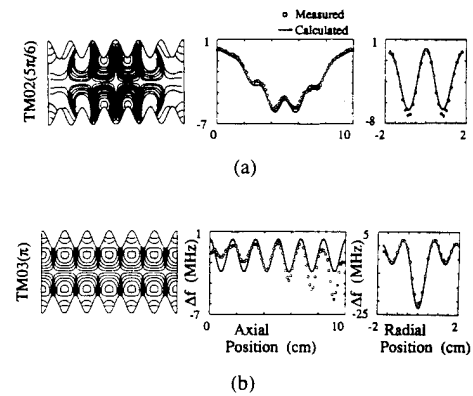 o Measured
Calculated
TM02(5π/6)
1
-7
0
10
1
-8
-2
2
(a)
TM03(π)
Δf (MHz)
1
-7
0
10
Axial
Position (cm)
Δf (MHz)
5
-25
-2
2
Radial
Position (cm)
(b)